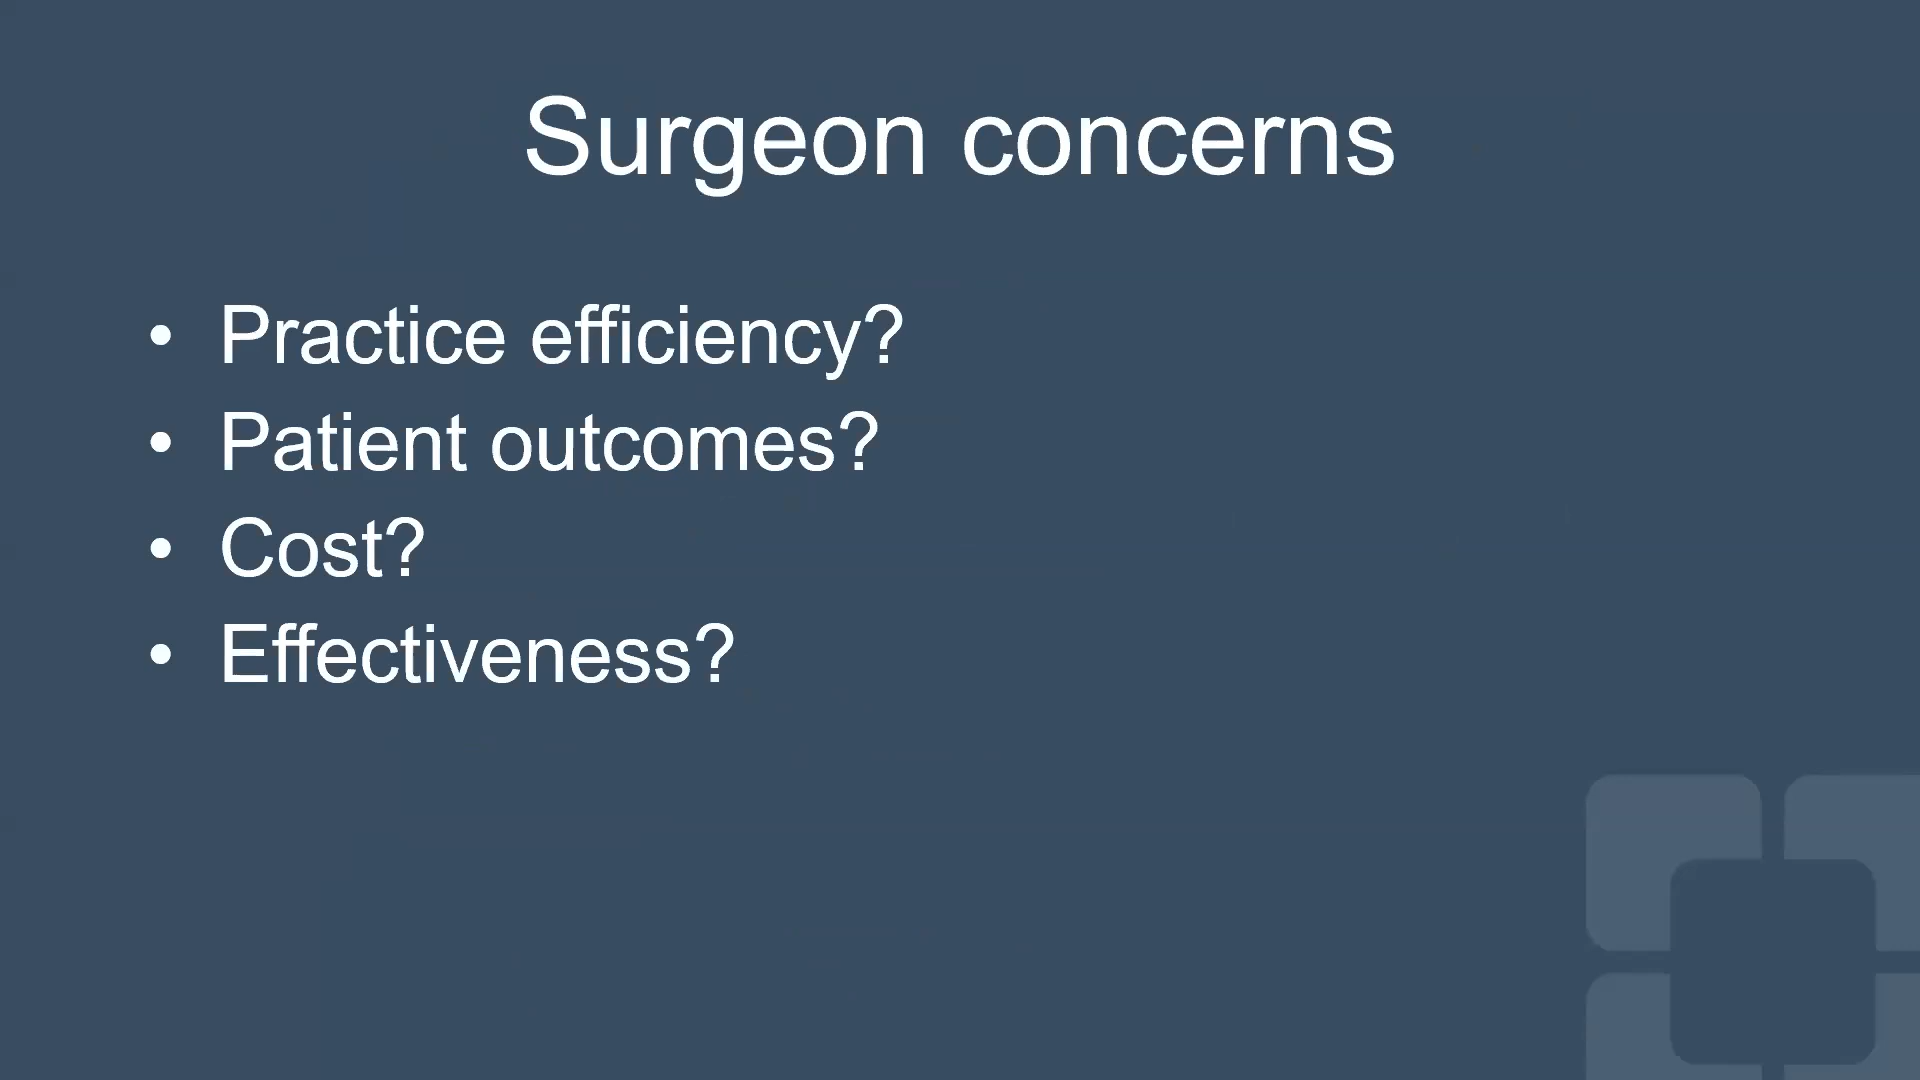 Surgeon concerns
• Practice efficiency?
• Patient outcomes?
• Cost?
• Effectiveness?